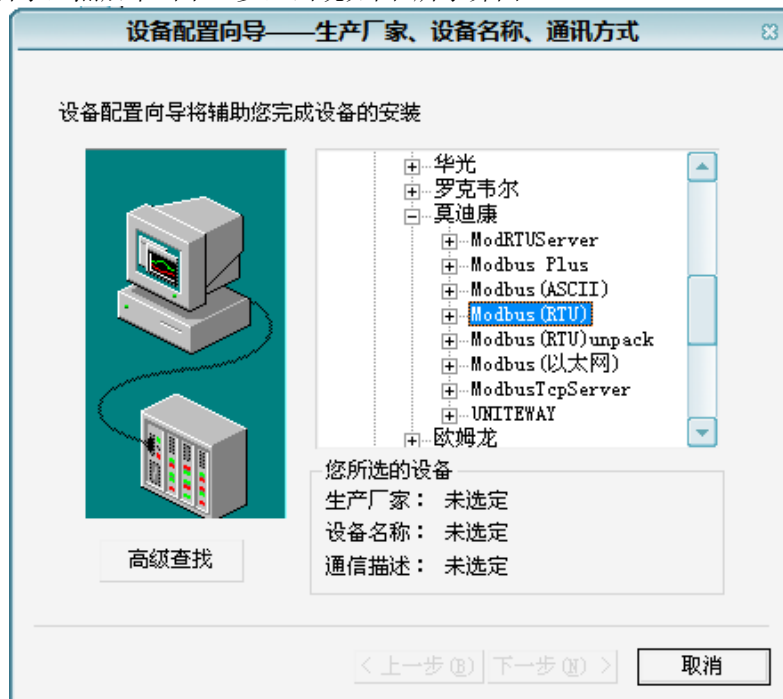 设备配置向导——生产厂家、设备名称、通讯方式
设备配置向导将辅助您完成设备的安装
华光
罗克韦尔
莫迪康
ModRTUServer
Modbus Plus
Modbus(ASCII)
Modbus(RTU)
Modbus(RTU)unpack
Modbus(以太网)
ModbusTcpServer
UNITEWAY
欧姆龙
您所选的设备
生产厂家： 未选定
设备名称： 未选定
通信描述： 未选定
高级查找
< 上一步(B) 下一步(N) > 取消